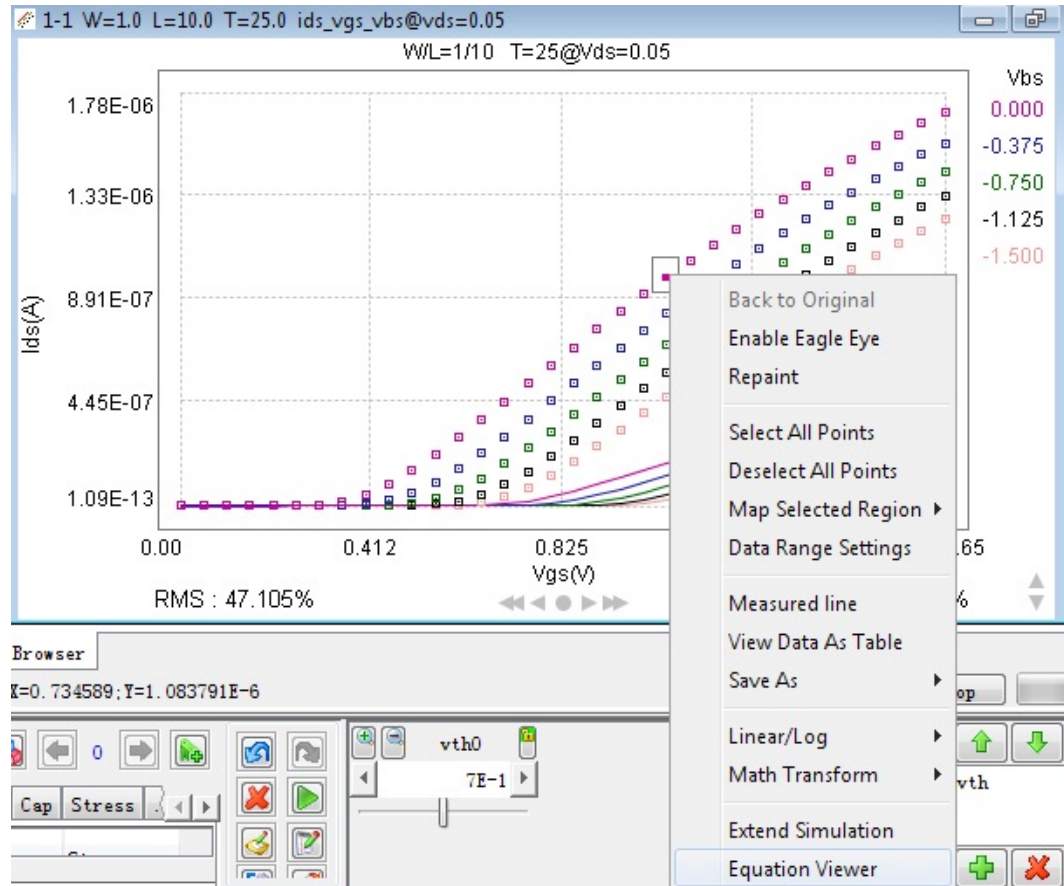 1-1 W=1.0 L=10.0 T=25.0 ids_vgs_vbs@vds=0.05
W/L=1/10 T=25@Vds=0.05
Vbs
1.78E-06
0.000
-0.375
1.33E-06
-0.750
-1.125
-1.500
8.91E-07
Ids(A)
4.45E-07
1.09E-13
0.00
0.412
0.825
.65
Vgs(V)
RMS : 47.105%
%
Back to Original
Enable Eagle Eye
Repaint
Select All Points
Deselect All Points
Map Selected Region
Data Range Settings
Measured line
View Data As Table
Save As
Linear/Log
Math Transform
Extend Simulation
Equation Viewer
Browser
X=0.734589;Y=1.083791E-6
op
0
vth0
7E-1
vth
Cap
Stress